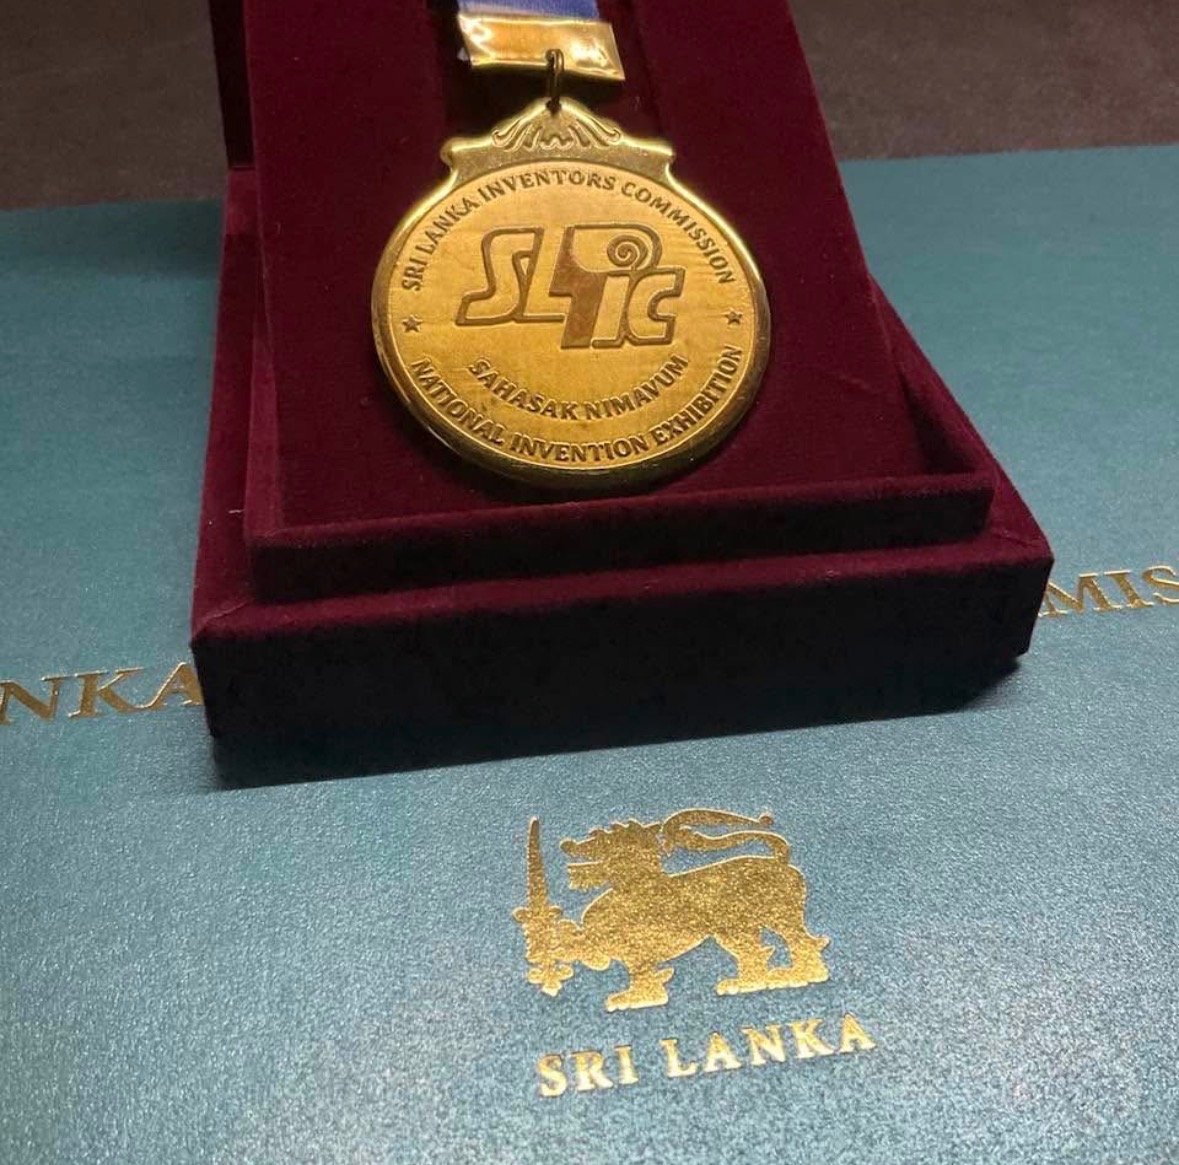 SRI LANKA INVENTORS COMMISSION
SLIC
SAHASAK NIMAVUM
NATIONAL INVENTION EXHIBITION
NKA
MIS
SRI LANKA